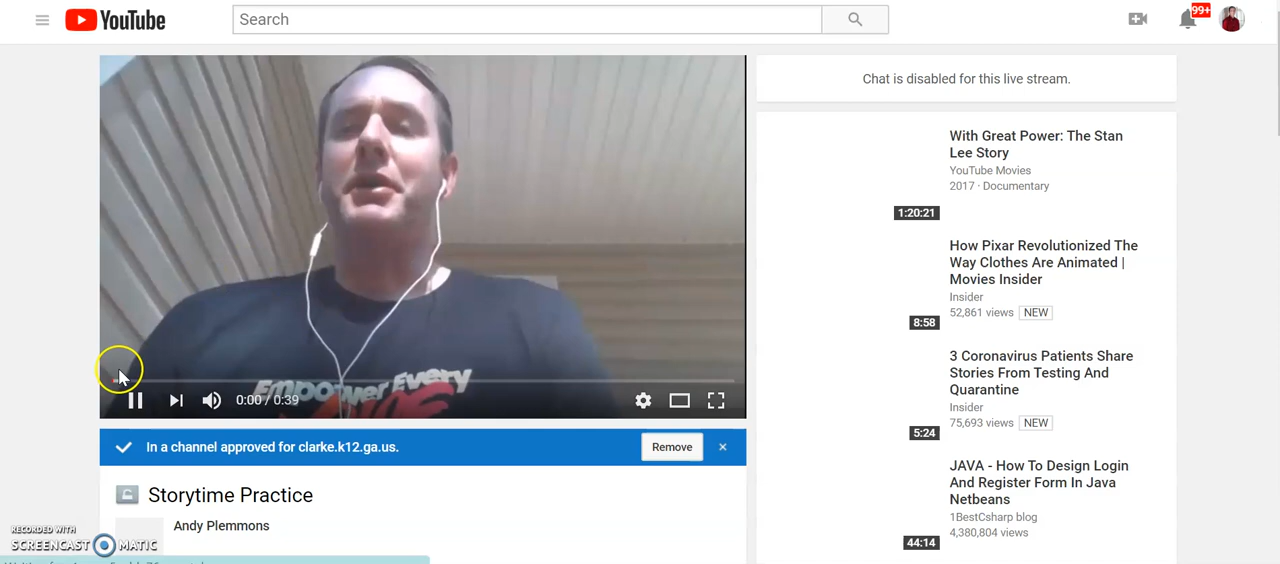 YouTube
Search
99+
Chat is disabled for this live stream.
With Great Power: The Stan
Lee Story
YouTube Movies
2017 · Documentary
1:20:21
How Pixar Revolutionized The
Way Clothes Are Animated |
Movies Insider
Insider
52,861 views NEW
8:58
3 Coronavirus Patients Share
Stories From Testing And
Quarantine
Insider
75,693 views NEW
5:24
JAVA - How To Design Login
And Register Form In Java
Netbeans
1BestCsharp blog
4,380,804 views
44:14
Empower Every
0:00 / 0:39
In a channel approved for clarke.k12.ga.us.
Remove
Storytime Practice
Andy Plemmons
RECORDED WITH
SCREENCAST MATIC